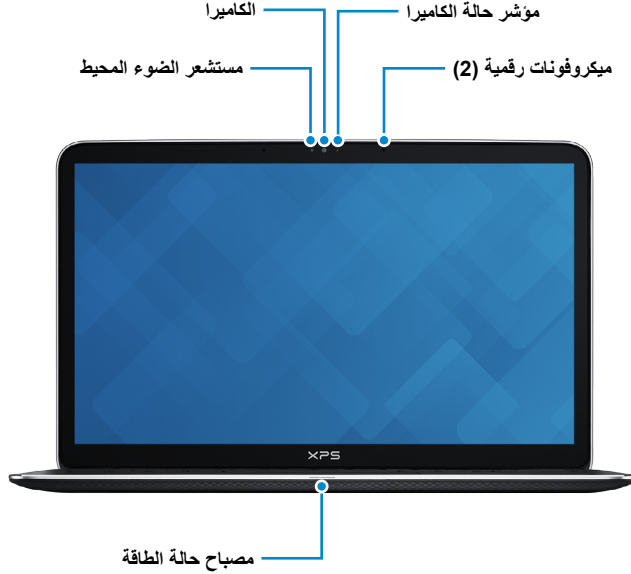 مؤشر حالة الكاميرا
الكاميرا
ميكروفونات رقمية (2)
مستشعر الضوء المحيط
XPS
مصباح حالة الطاقة